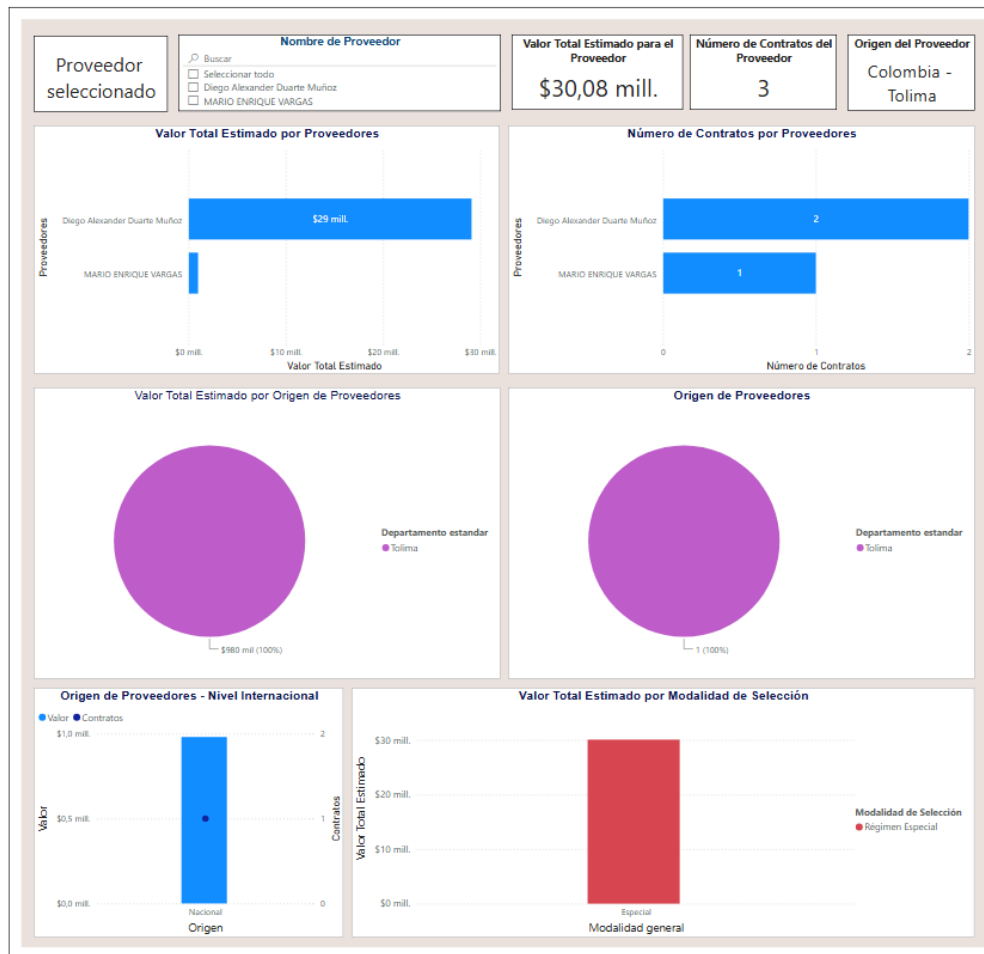 Proveedor
seleccionado
Nombre de Proveedor
Buscar
Seleccionar todo
Diego Alexander Duarte Muñoz
MARIO ENRIQUE VARGAS
Valor Total Estimado para el
Proveedor
$30,08 mill.
Número de Contratos del
Proveedor
3
Origen del Proveedor
Colombia -
Tolima
Valor Total Estimado por Proveedores
Proveedores
Diego Alexander Duarte Muñoz
$29 mill.
MARIO ENRIQUE VARGAS
$0 mill. $10 mill. $20 mill. $30 mill.
Valor Total Estimado
Número de Contratos por Proveedores
Proveedores
Diego Alexander Duarte Muñoz
2
MARIO ENRIQUE VARGAS
1
0 1 2
Número de Contratos
Valor Total Estimado por Origen de Proveedores
Departamento estandar
Tolima
$980 mil (100%)
Origen de Proveedores
Departamento estandar
Tolima
1 (100%)
Origen de Proveedores - Nivel Internacional
Valor Contratos
$1,0 mill. 2
$0,5 mill. 1
$0,0 mill. 0
Valor
Contratos
Nacional
Origen
Valor Total Estimado por Modalidad de Selección
Valor Total Estimado
$30 mill.
$20 mill.
$10 mill.
$0 mill.
Especial
Modalidad general
Modalidad de Selección
Régimen Especial